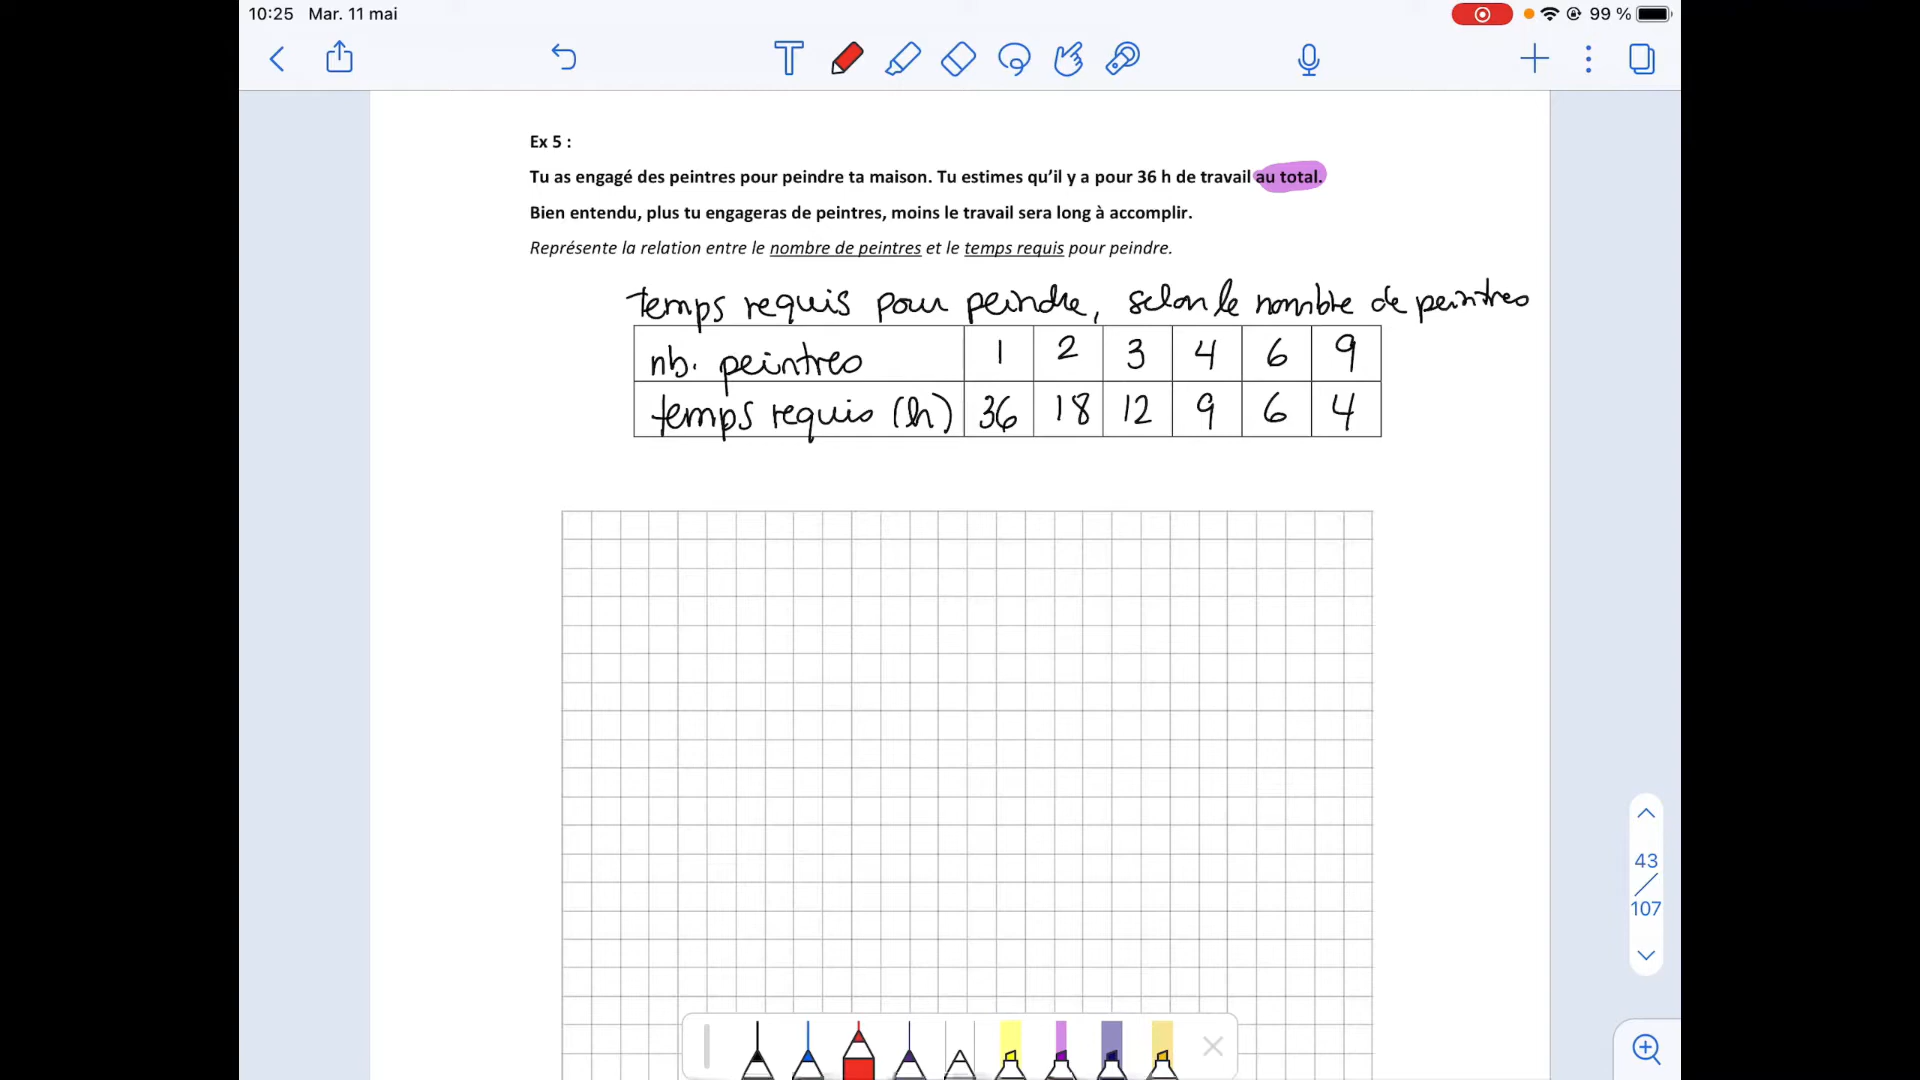 10:25 Mar. 11 mai 99 %
Ex 5 :
Tu as engagé des peintres pour peindre ta maison. Tu estimes qu'il y a pour 36 h de travail au total.
Bien entendu, plus tu engageras de peintres, moins le travail sera long à accomplir.
Représente la relation entre le nombre de peintres et le temps requis pour peindre.
temps requis pour peindre, selon le nombre de peintres
nb. peintres 1 2 3 4 6 9
temps requis (h) 36 18 12 9 6 4
43
107